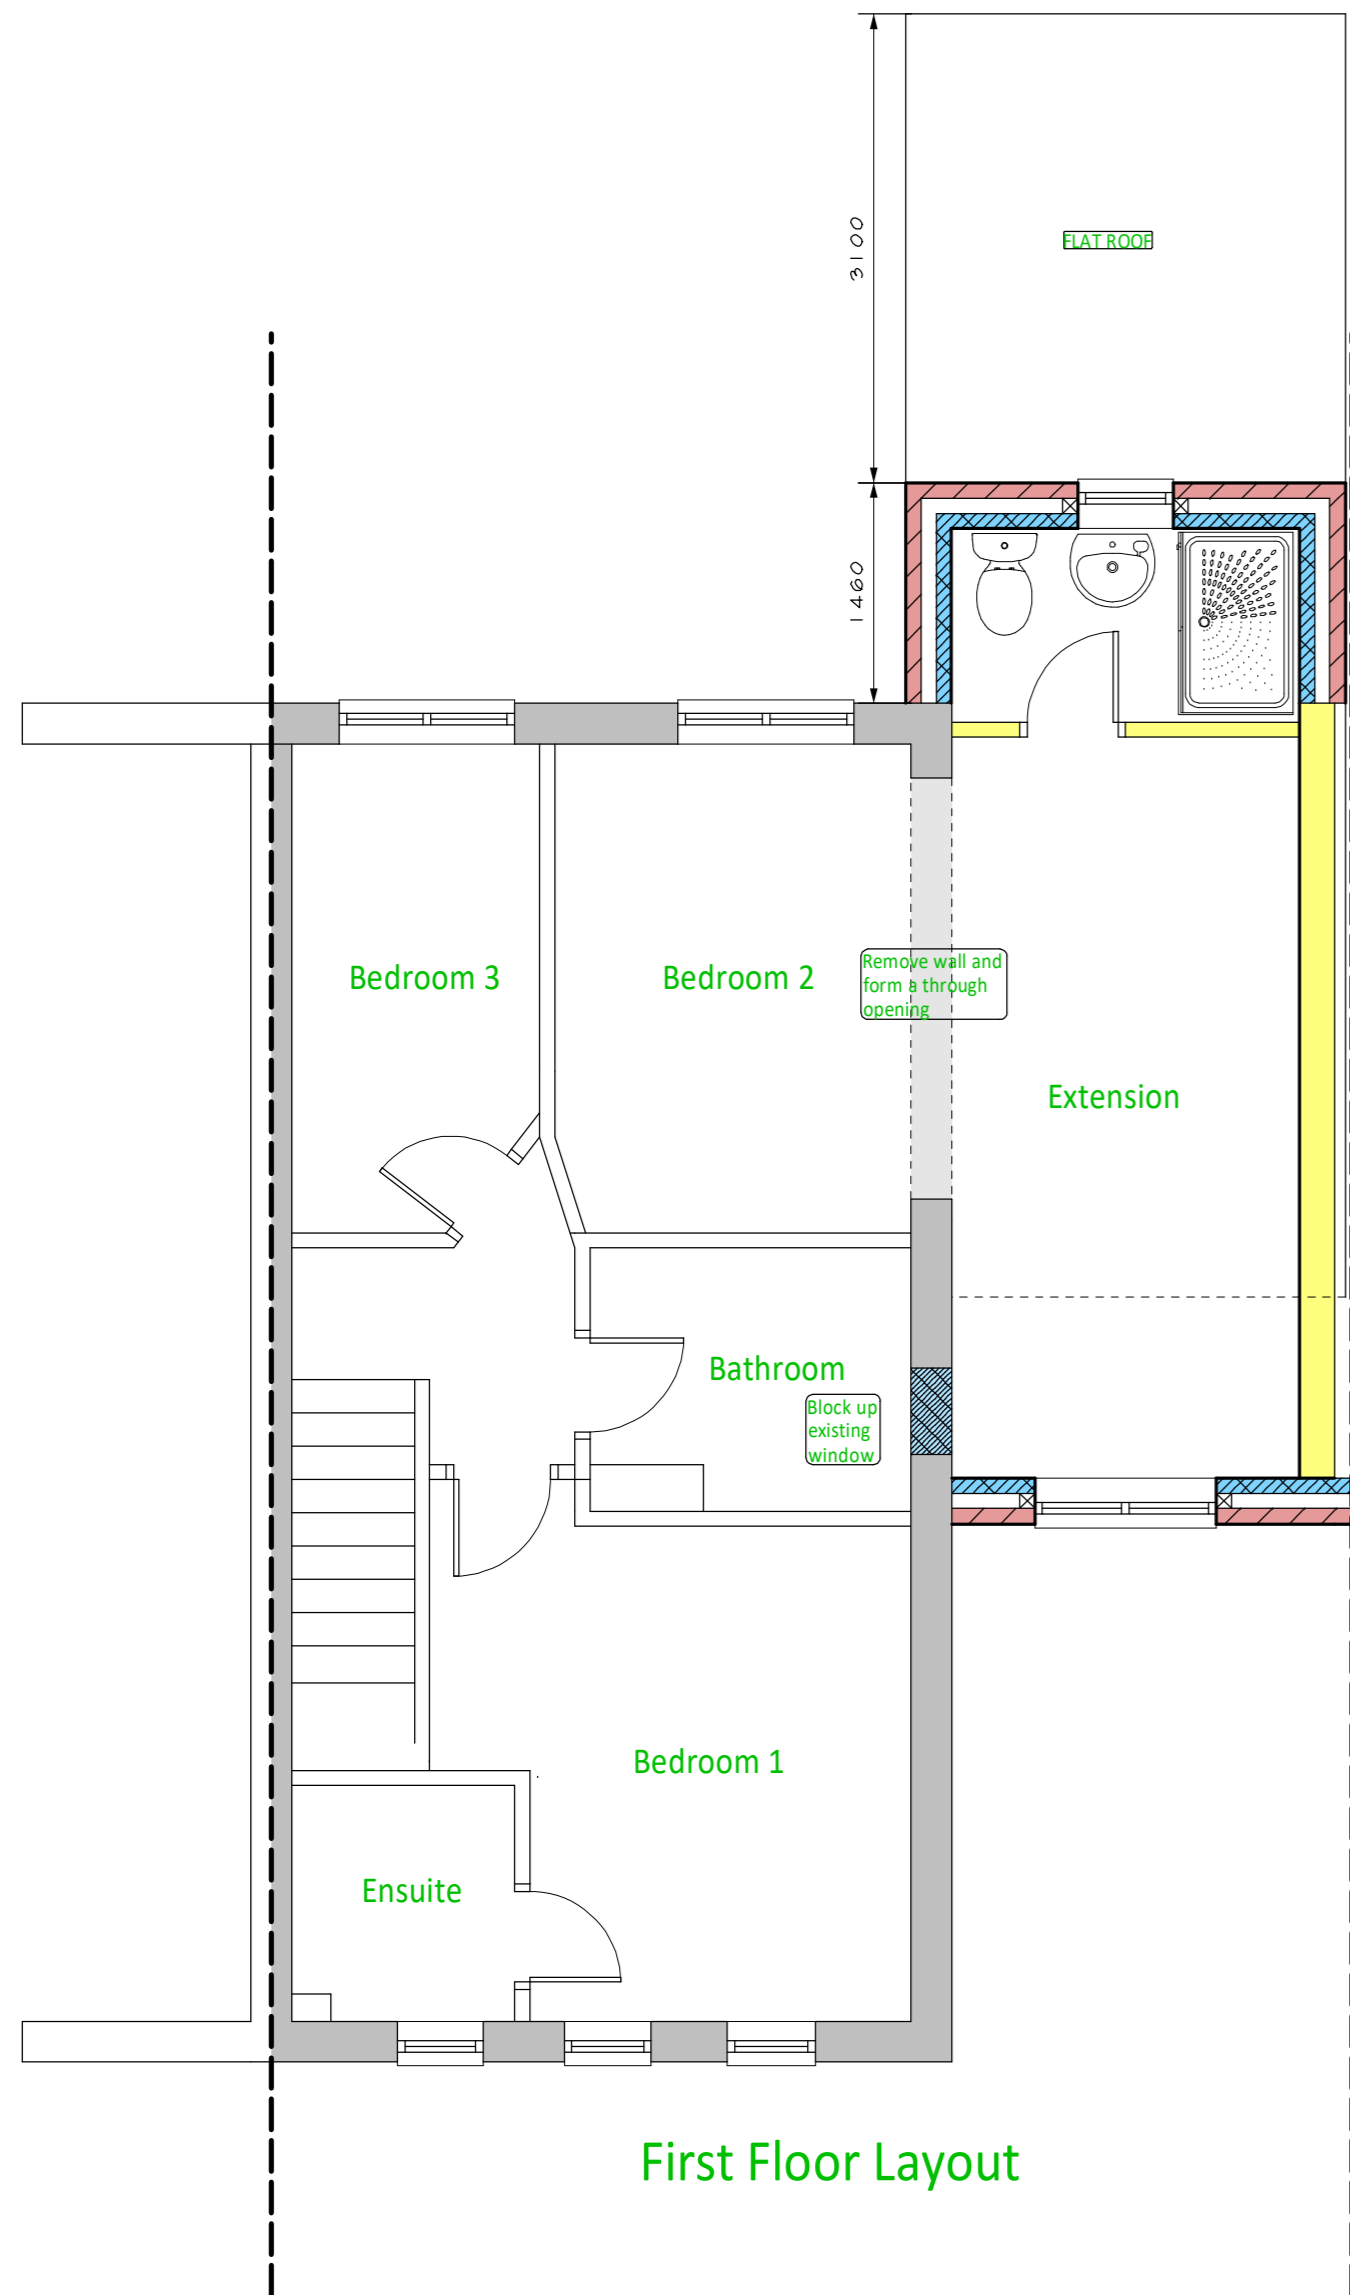 3100
FLAT ROOF
1460
Bedroom 3
Bedroom 2
Remove wall and
form a through
opening
Extension
Bathroom
Block up
existing
window
Bedroom 1
Ensuite
First Floor Layout